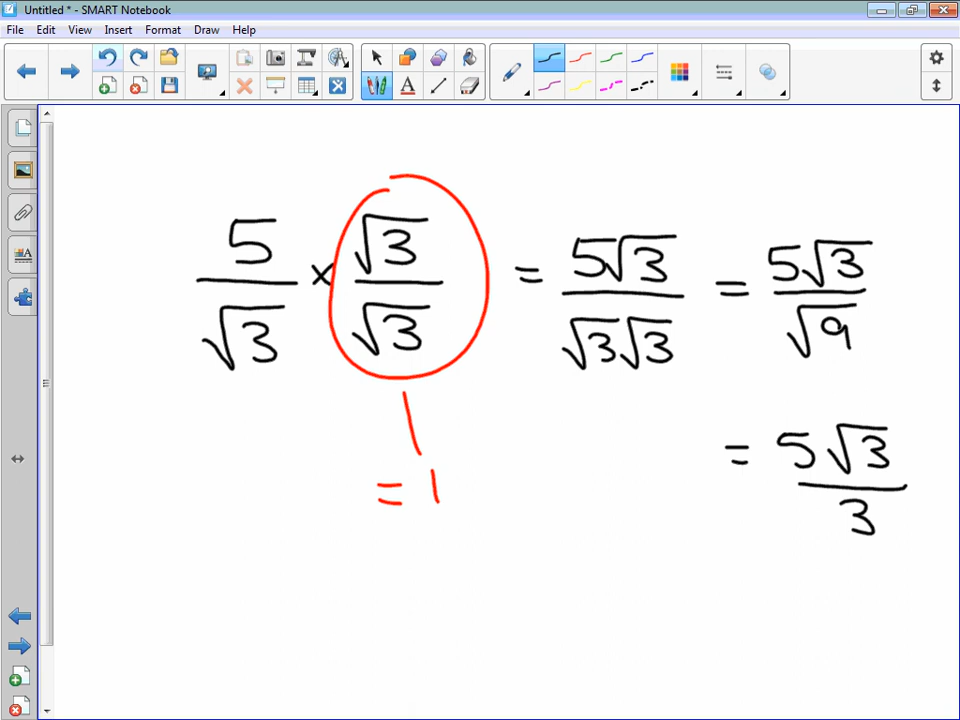 Untitled * - SMART Notebook
File Edit View Insert Format Draw Help
5/√3 × √3/√3 = 5√3/√3√3 = 5√3/√9
= 5√3/3
= 1